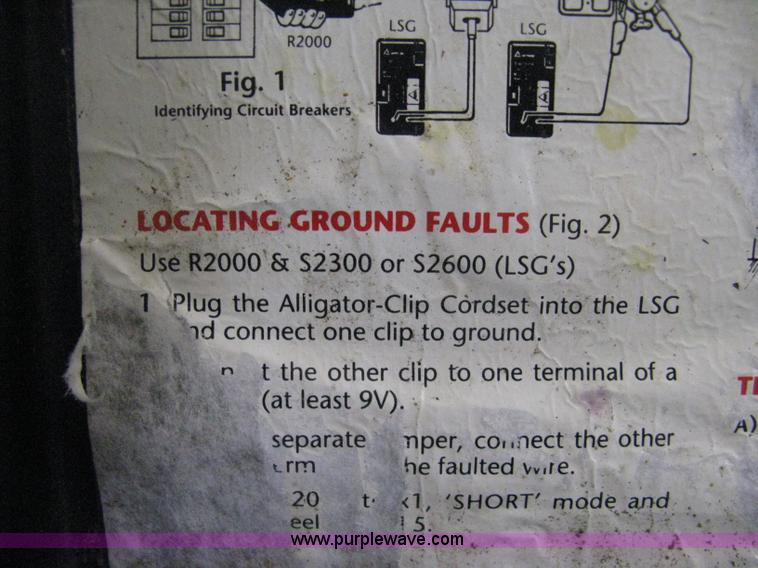 LSG
LSG
R2000
Fig. 1
Identifying Circuit Breakers
LOCATING GROUND FAULTS (Fig. 2)
Use R2000 & S2300 or S2600 (LSG's)
1 Plug the Alligator-Clip Cordset into the LSG
connect one clip to ground.
the other clip to one terminal of a
(at least 9V).
separate connect the other
faulted wire.
'SHORT' mode and
5.
A)
www.purplewave.com